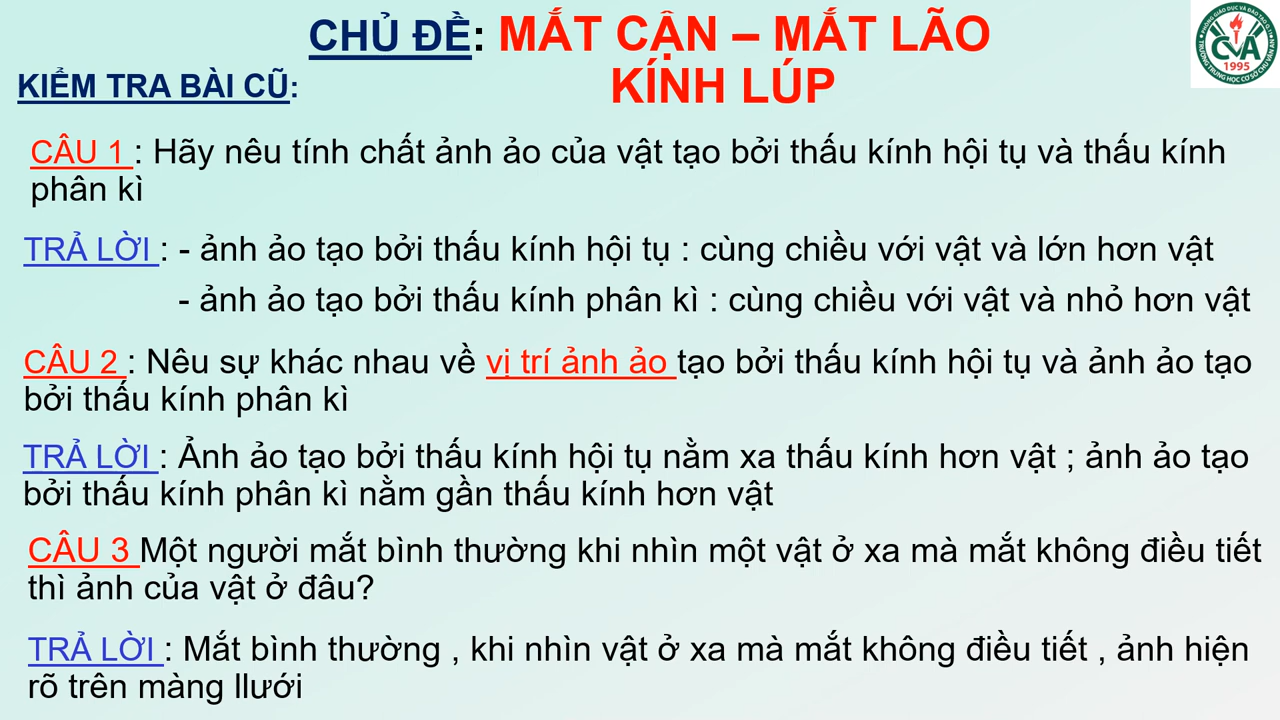 CHỦ ĐỀ: MẮT CẬN – MẮT LÃO
KÍNH LÚP
KIỂM TRA BÀI CŨ:
CÂU 1 : Hãy nêu tính chất ảnh ảo của vật tạo bởi thấu kính hội tụ và thấu kính
phân kì
TRẢ LỜI : - ảnh ảo tạo bởi thấu kính hội tụ : cùng chiều với vật và lớn hơn vật
- ảnh ảo tạo bởi thấu kính phân kì : cùng chiều với vật và nhỏ hơn vật
CÂU 2 : Nêu sự khác nhau về vị trí ảnh ảo tạo bởi thấu kính hội tụ và ảnh ảo tạo
bởi thấu kính phân kì
TRẢ LỜI : Ảnh ảo tạo bởi thấu kính hội tụ nằm xa thấu kính hơn vật ; ảnh ảo tạo
bởi thấu kính phân kì nằm gần thấu kính hơn vật
CÂU 3 Một người mắt bình thường khi nhìn một vật ở xa mà mắt không điều tiết
thì ảnh của vật ở đâu?
TRẢ LỜI : Mắt bình thường , khi nhìn vật ở xa mà mắt không điều tiết , ảnh hiện
rõ trên màng llưới
CVA
1995